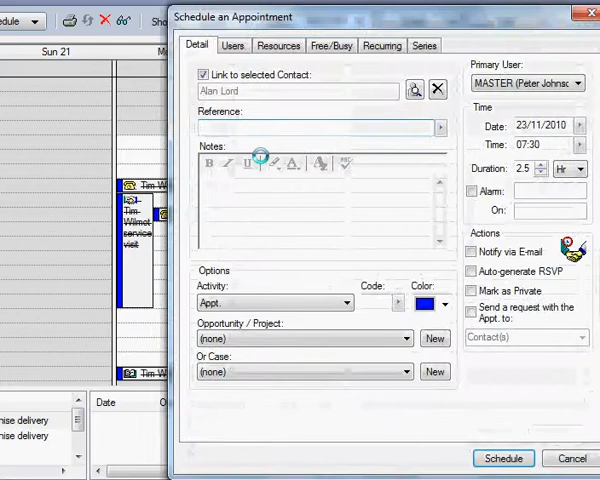 Schedule an Appointment
edule
Sho
Sun 21
Detail
Users
Resources
Free/Busy
Recurring
Series
Link to selected Contact:
Alan Lord
Reference:
Notes:
B I U A ABC
Options
Activity:
Code:
Color:
Appt.
Opportunity / Project:
(none)
New
Or Case:
(none)
New
Primary User:
MASTER (Peter Johnsc
Time
Date:
23/11/2010
Time:
07:30
Duration:
2.5
Hr
Alarm:
On:
Actions
Notify via E-mail
Auto-generate RSVP
Mark as Private
Send a request with the
Appt. to:
Contact(s)
Schedule
Cancel
Tim W
Tim
Wilmot
service
visit
Tim W
nise delivery
nise delivery
Date